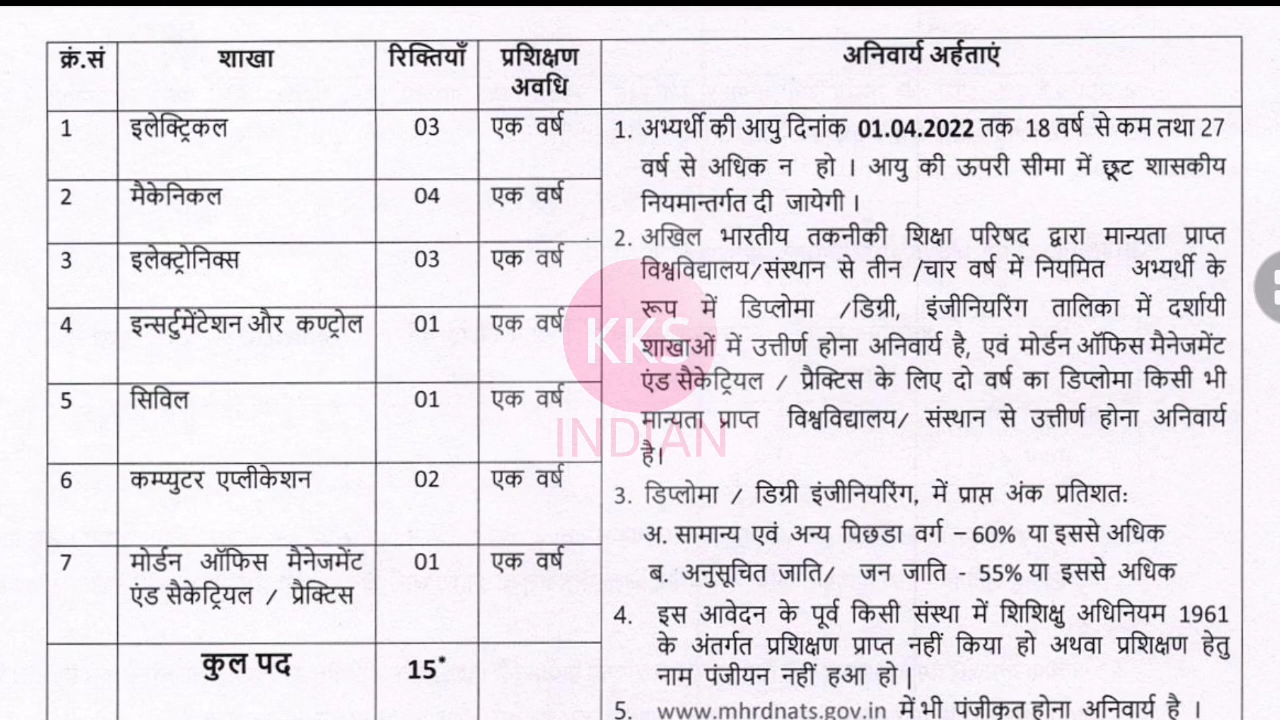 क्रं.सं शाखा रिक्तियाँ प्रशिक्षण अवधि अनिवार्य अर्हताएं
1 इलेक्ट्रिकल 03 एक वर्ष
2 मैकेनिकल 04 एक वर्ष
3 इलेक्ट्रोनिक्स 03 एक वर्ष
4 इन्सर्टुमेंटेशन और कण्ट्रोल 01 एक वर्ष
5 सिविल 01 एक वर्ष
6 कम्प्युटर एप्लीकेशन 02 एक वर्ष
7 मोर्डन ऑफिस मैनेजमेंट 01 एक वर्ष
एंड सैकेट्रियल / प्रैक्टिस
कुल पद 15*
1. अभ्यर्थी की आयु दिनांक 01.04.2022 तक 18 वर्ष से कम तथा 27
वर्ष से अधिक न हो । आयु की ऊपरी सीमा में छूट शासकीय
नियमान्तर्गत दी जायेगी ।
2. अखिल भारतीय तकनीकी शिक्षा परिषद द्वारा मान्यता प्राप्त
विश्वविद्यालय/संस्थान से तीन /चार वर्ष में नियमित अभ्यर्थी के
रूप में डिप्लोमा /डिग्री, इंजीनियरिंग तालिका में दर्शायी
शाखाओं में उत्तीर्ण होना अनिवार्य है, एवं मोर्डन ऑफिस मैनेजमेंट
एंड सैकेट्रियल / प्रैक्टिस के लिए दो वर्ष का डिप्लोमा किसी भी
मान्यता प्राप्त विश्वविद्यालय/ संस्थान से उत्तीर्ण होना अनिवार्य
है।
3. डिप्लोमा / डिग्री इंजीनियरिंग, में प्राप्त अंक प्रतिशतः
अ. सामान्य एवं अन्य पिछडा वर्ग – 60% या इससे अधिक
ब. अनुसूचित जाति/ जन जाति - 55% या इससे अधिक
4. इस आवेदन के पूर्व किसी संस्था में शिशिक्षु अधिनियम 1961
के अंतर्गत प्रशिक्षण प्राप्त नहीं किया हो अथवा प्रशिक्षण हेतु
नाम पंजीयन नहीं हुआ हो |
5. www.mhrdnats.gov.in में भी पंजीकृत होना अनिवार्य है ।
KKS
INDIAN